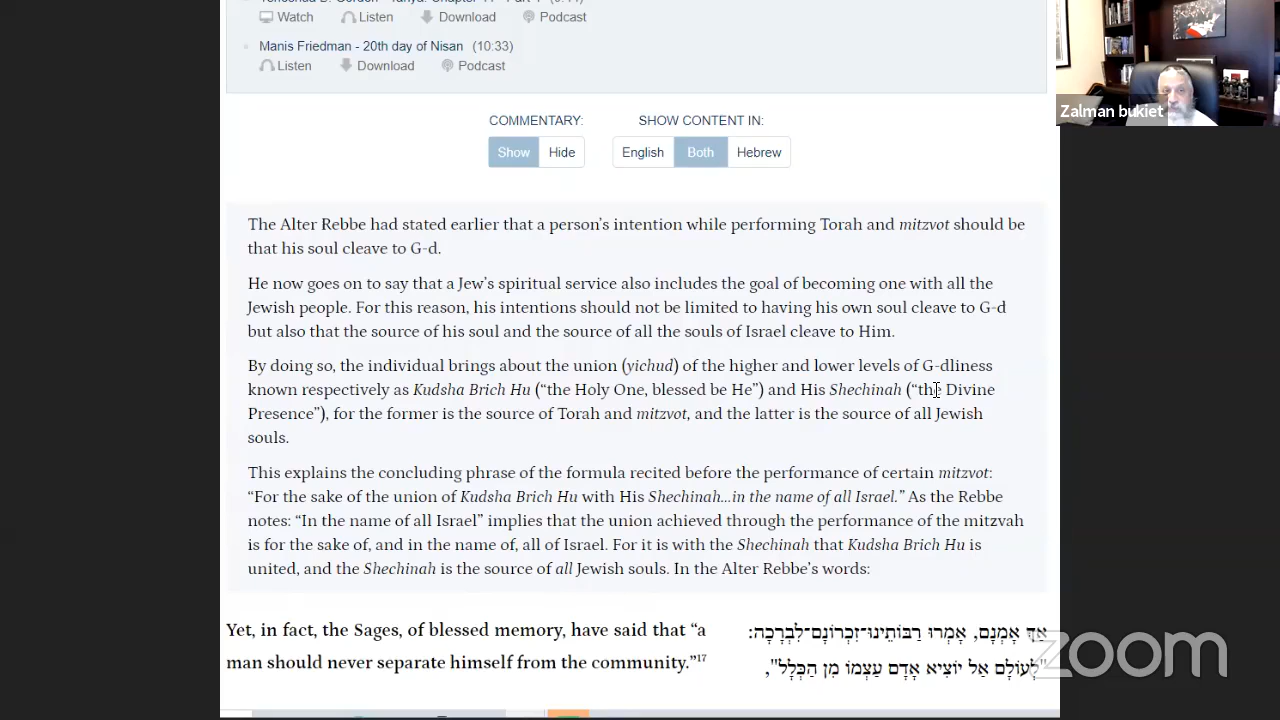 Watch Listen Download Podcast
Manis Friedman - 20th day of Nisan (10:33)
Listen Download Podcast
Zalman bukiet
COMMENTARY: SHOW CONTENT IN:
Show Hide English Both Hebrew
The Alter Rebbe had stated earlier that a person’s intention while performing Torah and mitzvot should be
that his soul cleave to G-d.
He now goes on to say that a Jew’s spiritual service also includes the goal of becoming one with all the
Jewish people. For this reason, his intentions should not be limited to having his own soul cleave to G-d
but also that the source of his soul and the source of all the souls of Israel cleave to Him.
By doing so, the individual brings about the union (yichud) of the higher and lower levels of G-dliness
known respectively as Kudsha Brich Hu (“the Holy One, blessed be He”) and His Shechinah (“the Divine
Presence”), for the former is the source of Torah and mitzvot, and the latter is the source of all Jewish
souls.
This explains the concluding phrase of the formula recited before the performance of certain mitzvot:
“For the sake of the union of Kudsha Brich Hu with His Shechinah…in the name of all Israel.” As the Rebbe
notes: “In the name of all Israel” implies that the union achieved through the performance of the mitzvah
is for the sake of, and in the name of, all of Israel. For it is with the Shechinah that Kudsha Brich Hu is
united, and the Shechinah is the source of all Jewish souls. In the Alter Rebbe’s words:
Yet, in fact, the Sages, of blessed memory, have said that “a
man should never separate himself from the community.”17
אַךְ אָמְנָם, אָמְרוּ רַבּוֹתֵינוּ־זִכְרוֹנָם־לִבְרָכָה:
"לְעוֹלָם אַל יוֹצִיא אָדָם עַצְמוֹ מִן הַכְּלָל",
zoom